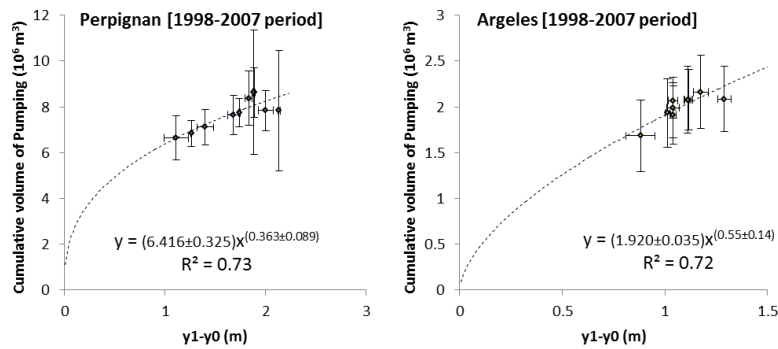 Perpignan [1998-2007 period]
Cumulative volume of Pumping (10⁶ m³)
12
10
8
6
4
2
0
y = (6.416±0.325)x^(0.363±0.089)
R² = 0.73
0 1 2 3
y1-y0 (m)
Argeles [1998-2007 period]
Cumulative volume of Pumping (10⁶ m³)
3
2.5
2
1.5
1
0.5
0
y = (1.920±0.035)x^(0.55±0.14)
R² = 0.72
0 0.5 1 1.5
y1-y0 (m)